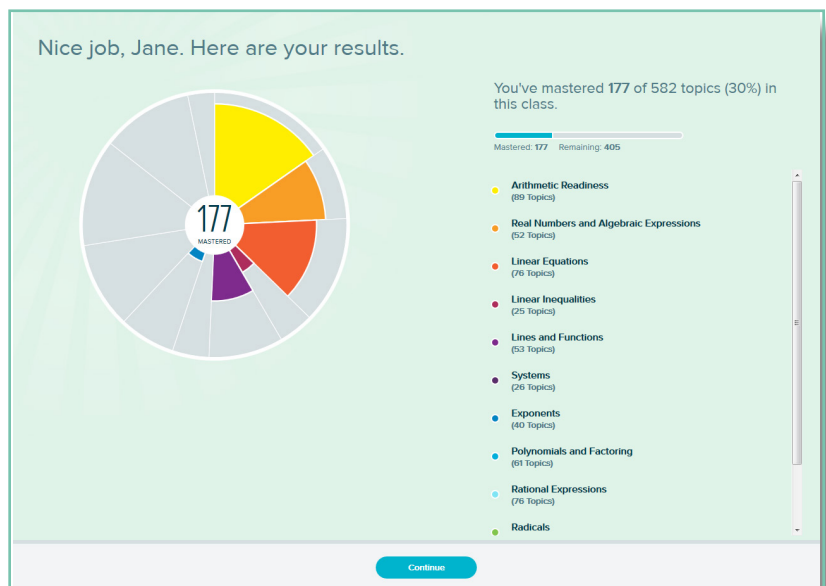 Nice job, Jane. Here are your results.
You've mastered 177 of 582 topics (30%) in
this class.
Mastered: 177 Remaining: 405
177
MASTERED
Arithmetic Readiness
(89 Topics)
Real Numbers and Algebraic Expressions
(52 Topics)
Linear Equations
(76 Topics)
Linear Inequalities
(25 Topics)
Lines and Functions
(53 Topics)
Systems
(26 Topics)
Exponents
(40 Topics)
Polynomials and Factoring
(61 Topics)
Rational Expressions
(76 Topics)
Radicals
Continue